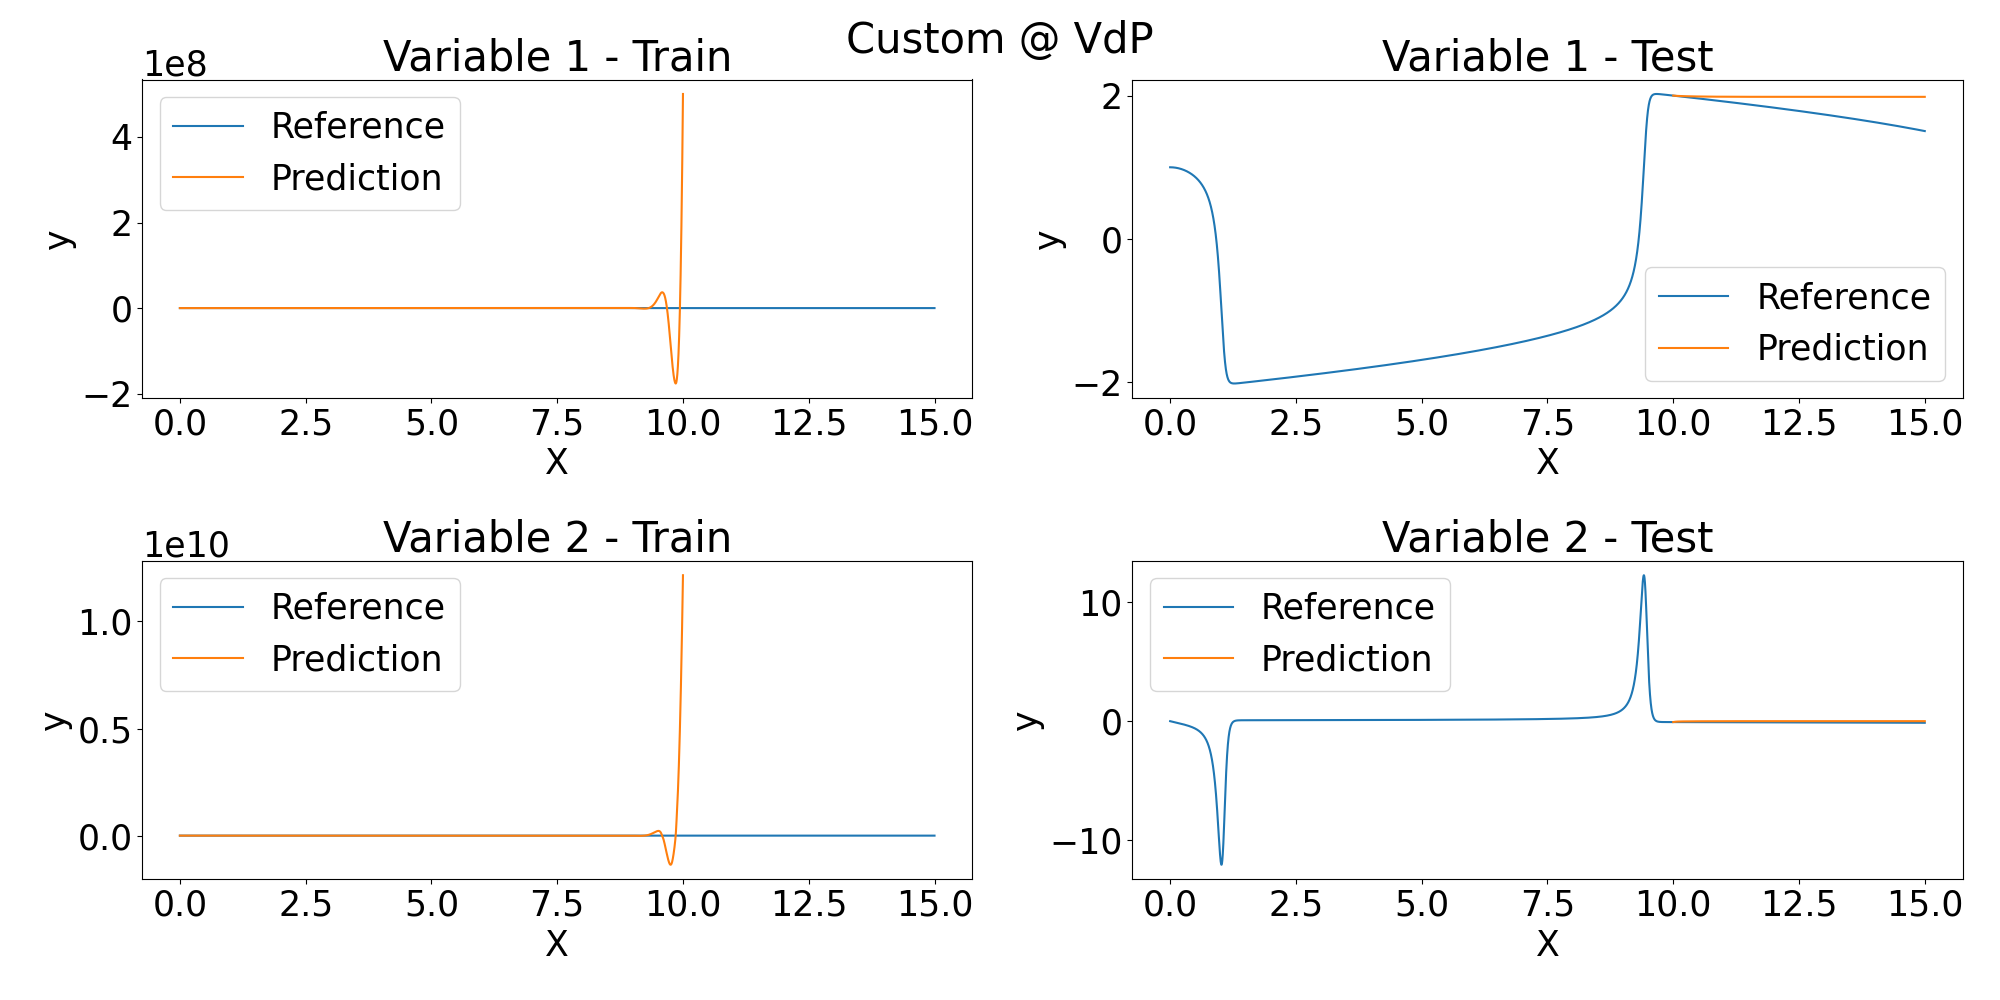 Custom @ VdP
Variable 1 - Train
1e8
Reference
Prediction
4
2
0
−2
y
0.0 2.5 5.0 7.5 10.0 12.5 15.0
X
Variable 1 - Test
2
0
−2
y
Reference
Prediction
0.0 2.5 5.0 7.5 10.0 12.5 15.0
X
Variable 2 - Train
1e10
Reference
Prediction
1.0
0.5
0.0
y
0.0 2.5 5.0 7.5 10.0 12.5 15.0
X
Variable 2 - Test
Reference
Prediction
10
0
−10
y
0.0 2.5 5.0 7.5 10.0 12.5 15.0
X